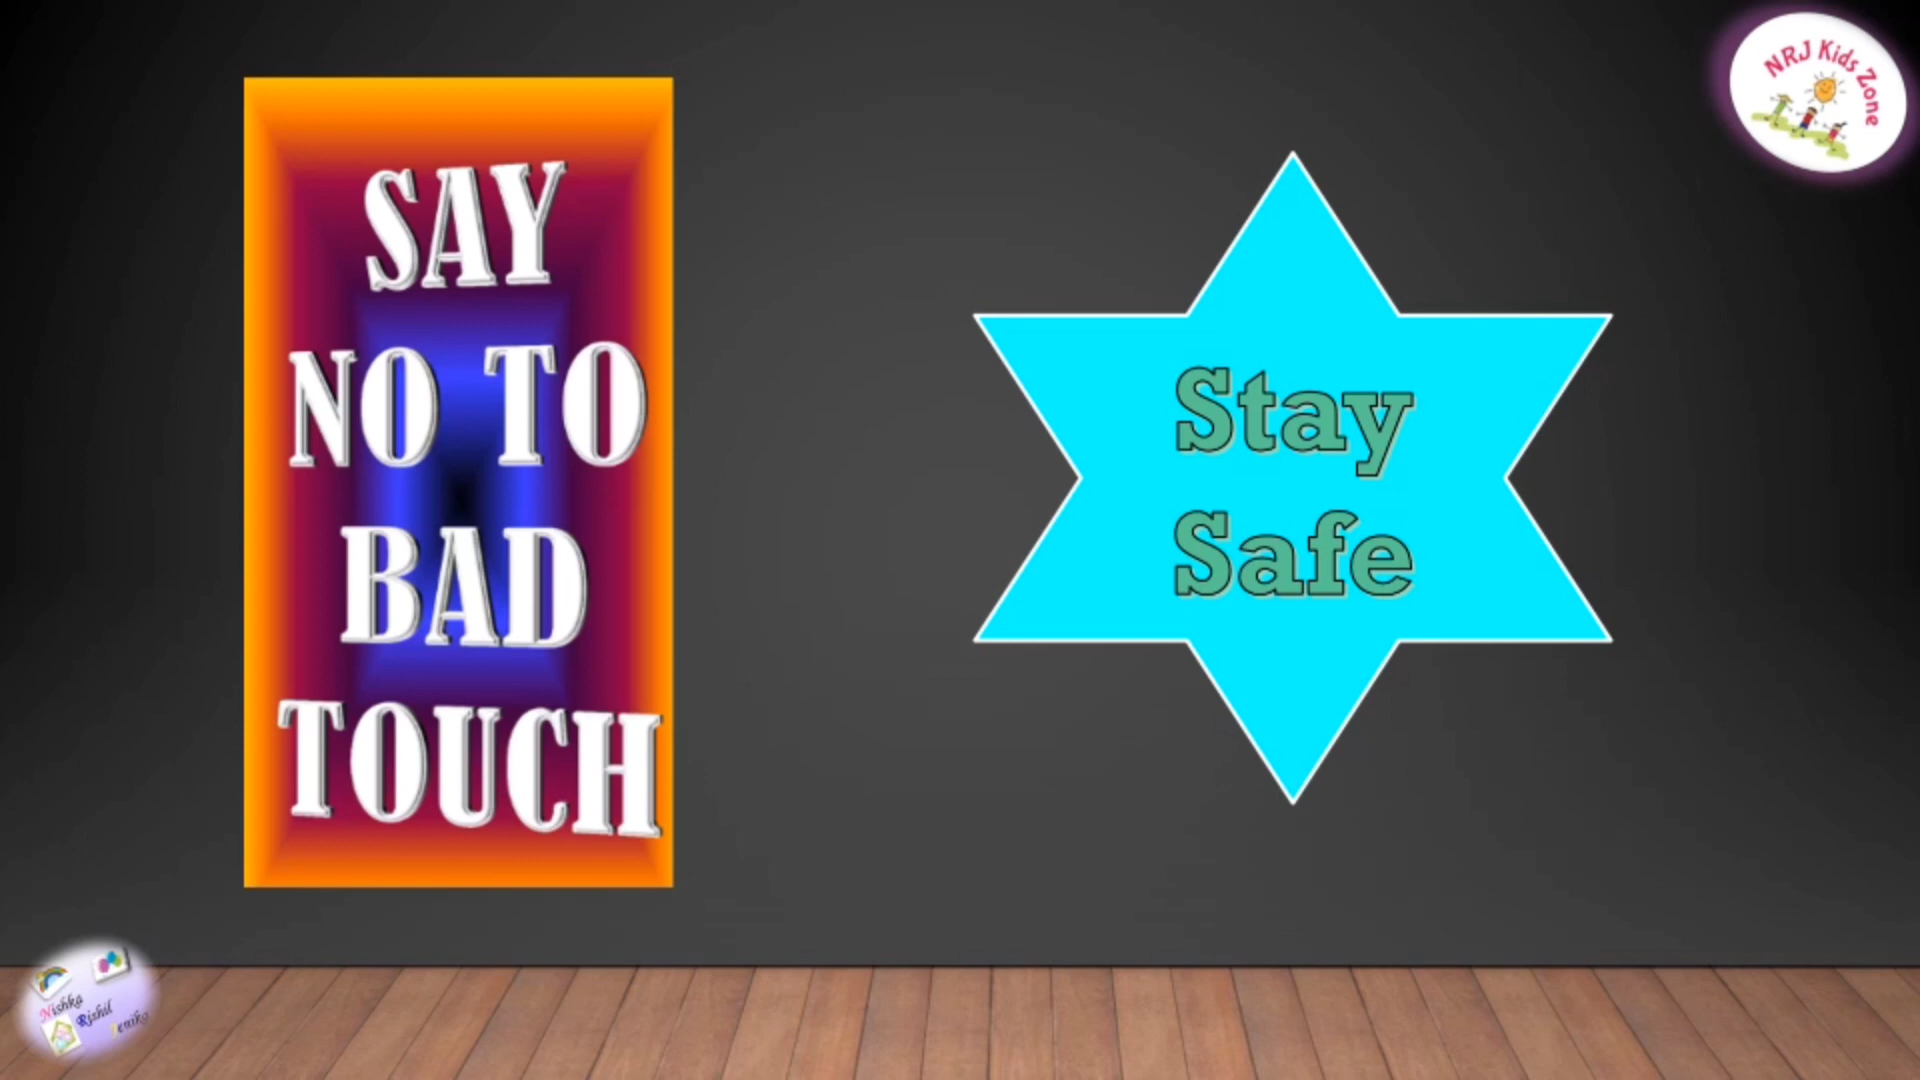 SAY
NO TO
BAD
TOUCH
Stay
Safe
NRJ Kids Zone
Nishka
Rishil